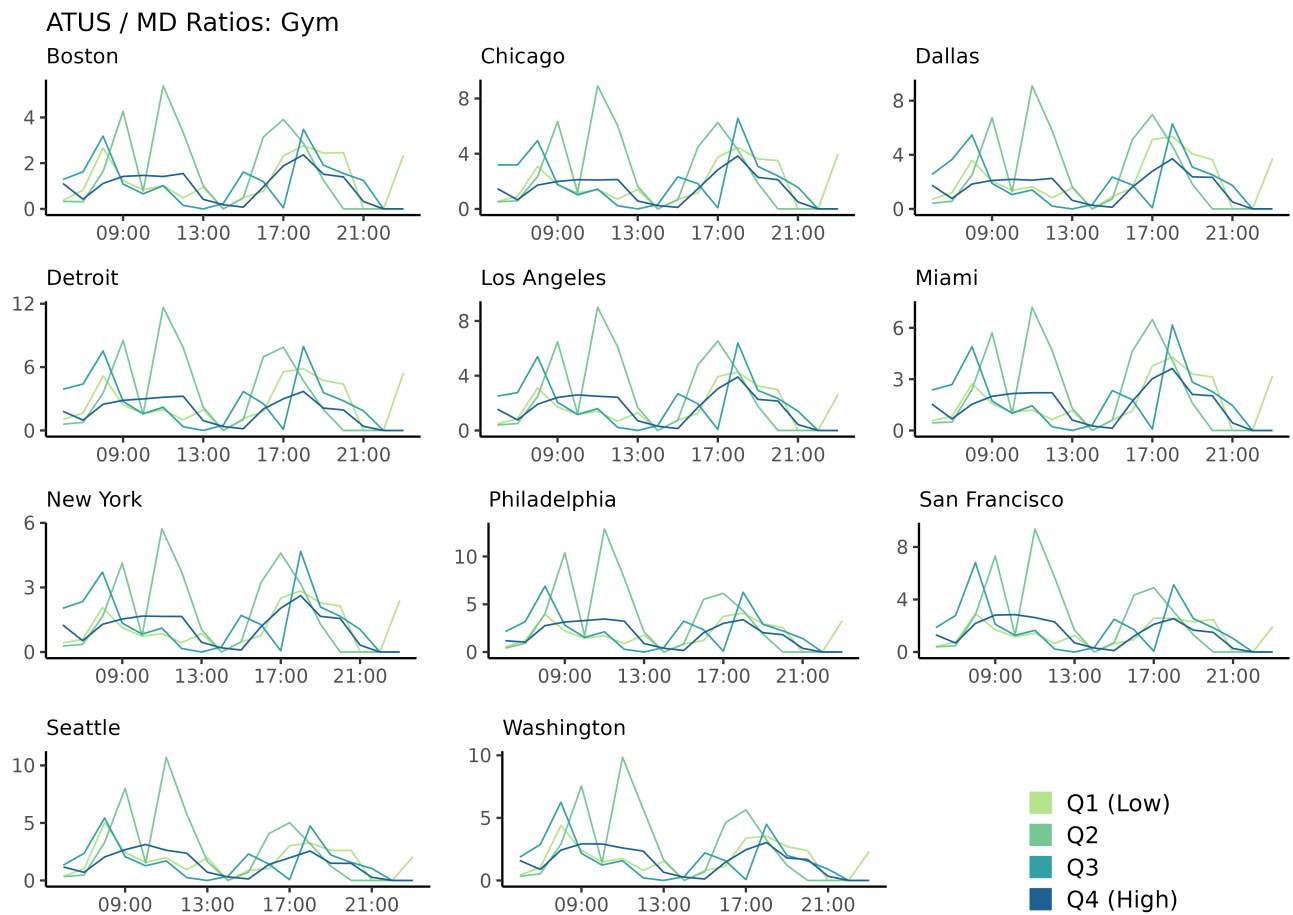 ATUS / MD Ratios: Gym
Boston
Chicago
Dallas
4
2
0
09:00 13:00 17:00 21:00
8
4
0
09:00 13:00 17:00 21:00
8
4
0
09:00 13:00 17:00 21:00
Detroit
Los Angeles
Miami
12
6
0
09:00 13:00 17:00 21:00
8
4
0
09:00 13:00 17:00 21:00
6
3
0
09:00 13:00 17:00 21:00
New York
Philadelphia
San Francisco
6
3
0
09:00 13:00 17:00 21:00
10
5
0
09:00 13:00 17:00 21:00
8
4
0
09:00 13:00 17:00 21:00
Seattle
Washington
10
5
0
09:00 13:00 17:00 21:00
10
5
0
09:00 13:00 17:00 21:00
Q1 (Low)
Q2
Q3
Q4 (High)